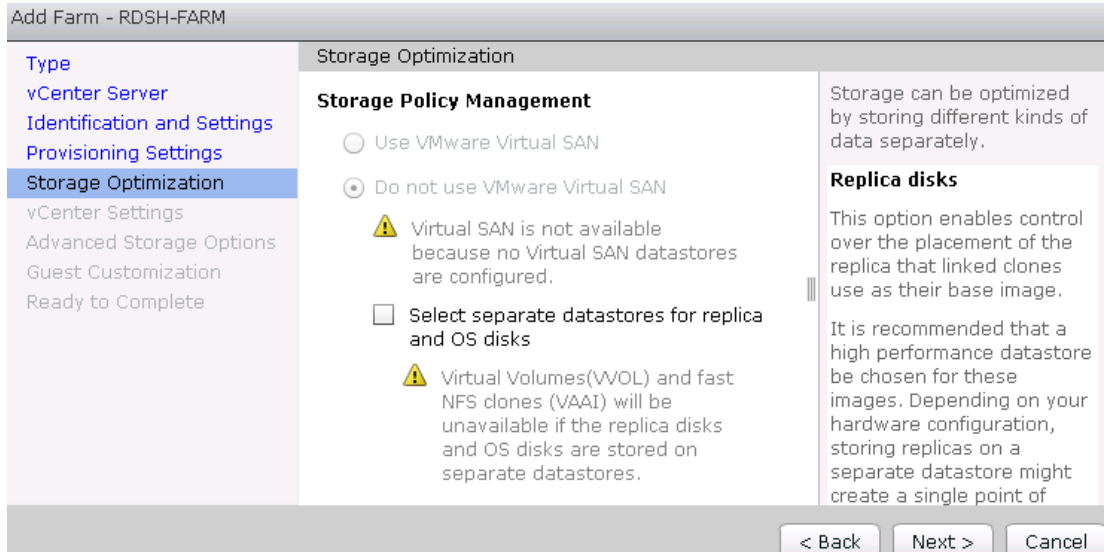 Add Farm - RDSH-FARM
Type
vCenter Server
Identification and Settings
Provisioning Settings
Storage Optimization
vCenter Settings
Advanced Storage Options
Guest Customization
Ready to Complete
Storage Optimization
Storage Policy Management
Use VMware Virtual SAN
Do not use VMware Virtual SAN
Virtual SAN is not available
because no Virtual SAN datastores
are configured.
Select separate datastores for replica
and OS disks
Virtual Volumes(VVOL) and fast
NFS clones (VAAI) will be
unavailable if the replica disks
and OS disks are stored on
separate datastores.
Storage can be optimized
by storing different kinds of
data separately.
Replica disks
This option enables control
over the placement of the
replica that linked clones
use as their base image.
It is recommended that a
high performance datastore
be chosen for these
images. Depending on your
hardware configuration,
storing replicas on a
separate datastore might
create a single point of
< Back
Next >
Cancel